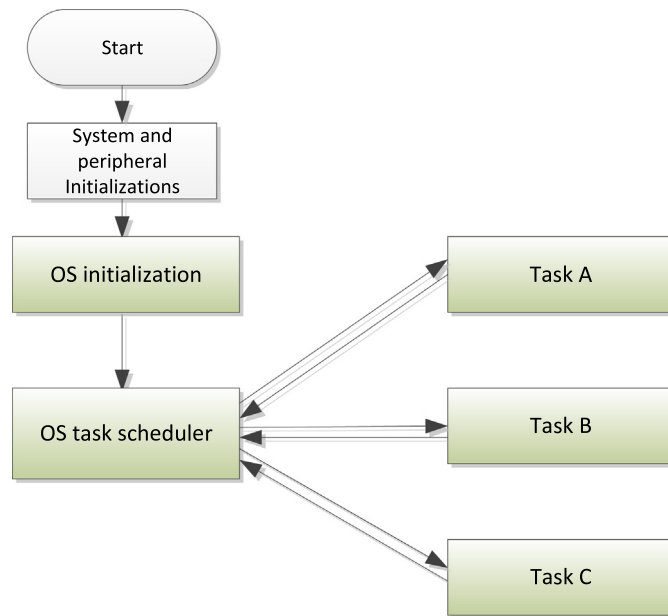 Start
System and
peripheral
Initializations
OS initialization
Task A
OS task scheduler
Task B
Task C